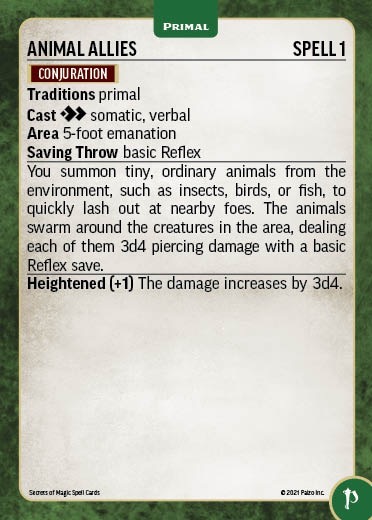 PRIMAL
ANIMAL ALLIES SPELL 1
CONJURATION
Traditions primal
Cast somatic, verbal
Area 5-foot emanation
Saving Throw basic Reflex
You summon tiny, ordinary animals from the
environment, such as insects, birds, or fish, to
quickly lash out at nearby foes. The animals
swarm around the creatures in the area, dealing
each of them 3d4 piercing damage with a basic
Reflex save.
Heightened (+1) The damage increases by 3d4.
Secrets of Magic Spell Cards © 2021 Paizo Inc.
P